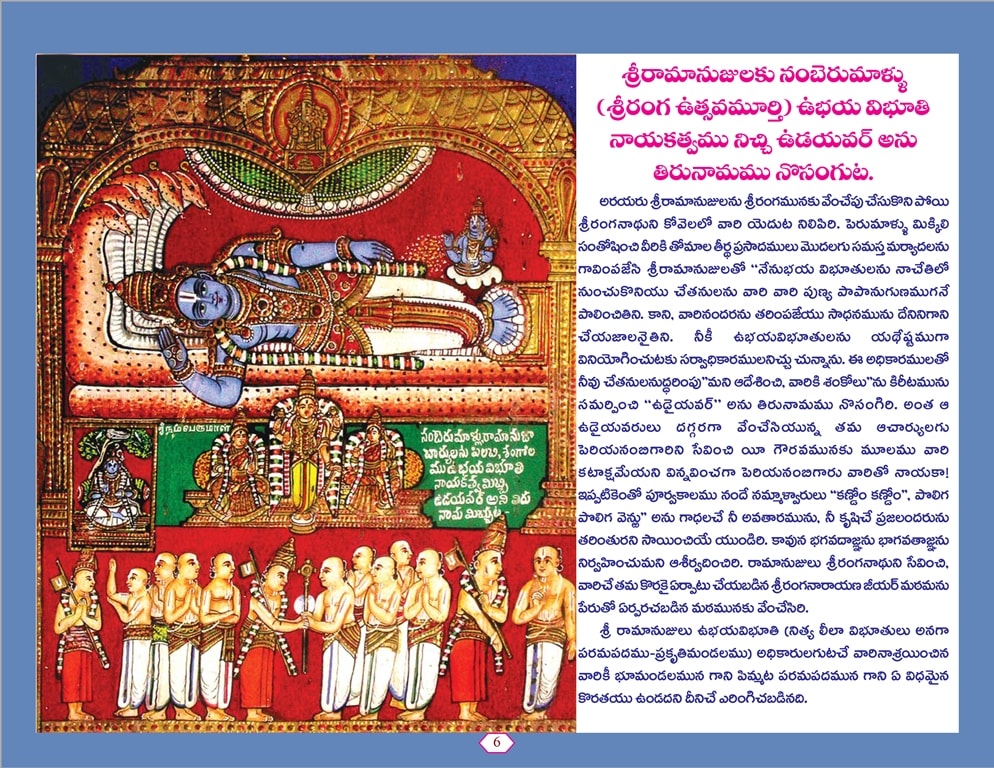 శ్రీరామానుజులకు నంబెరుమాళ్ళు
(శ్రీరంగ ఉత్సవమూర్తి) ఉభయ విభూతి
నాయకత్వము నిచ్చి ఉడయవర్ అను
తిరునామము నొసంగుట.
అరయరు శ్రీరామానుజులను శ్రీరంగమునకు వేంచేపు చేసుకొని పోయి
శ్రీరంగనాథుని కోవెలలో వారి యెదుట నిలిపిరి. పెరుమాళ్ళు మిక్కిలి
సంతోషించి వీరికి తోమాల తీర్థ ప్రసాదములు మొదలగు సమస్త మర్యాదలను
గావింపజేసి శ్రీరామానుజులతో "నేనుభయ విభూతులను నాచేతిలో
నుంచుకొనియు చేతనులను వారి వారి పుణ్య పాపానుగుణముగనే
పాలించితిని. కాని, వారినందరను తరింపజేయు సాధనమును దేనినిగాని
చేయజాలనైతిని. నీకీ ఉభయవిభూతులను యథేష్టముగా
వినియోగించుటకు సర్వాధికారములనిచ్చు చున్నాను. ఈ అధికారములతో
నీవు చేతనులనుద్ధరింపు"మని ఆదేశించి, వారికి శంకోలు"ను కిరీటమును
సమర్పించి "ఉడైయవర్" అను తిరునామము నొసంగిరి. అంత ఆ
ఉదైయవరులు దగ్గరగా వేంచేసియున్న తమ ఆచార్యులగు
పెరియనంబిగారిని సేవించి యీ గౌరవమునకు మూలము వారి
కటాక్షమేయని విన్నవించగా పెరియనంబిగారు వారితో నాయకా!
ఇప్పటికెంతో పూర్వకాలము నందే నమ్మాళ్వారులు "కణ్డోం కణ్డోం", పొలిగ
పొలిగ వెన్ఱు" అను గాధలచే నీ అవతారమును, నీ కృషిచే ప్రజలందరును
తరింతురని సాయించియే యుండిరి. కావున భగవదాజ్ఞను భాగవతాజ్ఞను
నిర్వహించుమని ఆశీర్వదించిరి. రామానుజులు శ్రీరంగనాథుని సేవించి,
వారిచే తమ కొరకై ఏర్పాటు చేయబడిన శ్రీరంగనారాయణ జీయర్ మఠమను
పేరుతో ఏర్పరచబడిన మఠమునకు వేంచేసిరి.
శ్రీ రామానుజులు ఉభయవిభూతి (నిత్య లీలా విభూతులు అనగా
పరమపదము-ప్రకృతిమండలము) అధికారులగుటచే వారినాశ్రయించిన
వారికీ భూమండలమున గాని పిమ్మట పరమపదమున గాని ఏ విధమైన
కొరతయు ఉండదని దీనిచే ఎరింగించబడినది.
ஸ்ரீநம்பெருமாள்
నంబెరుమాళ్ళు రామానుజా
చార్యులను
ముఉభయ విభూతి
నాయకత్వ మిచ్చి
ఉడయవర్ అని తిరు
నామ మిచ్చుట
6